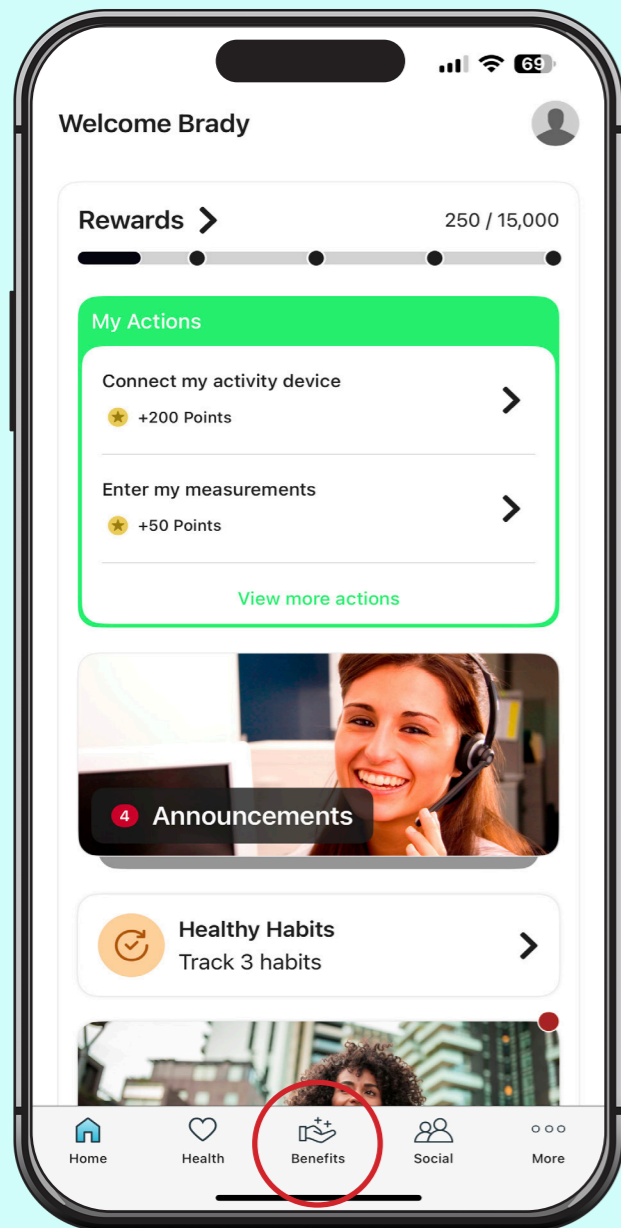 69
Welcome Brady
Rewards
250 / 15,000
My Actions
Connect my activity device
+200 Points
Enter my measurements
+50 Points
View more actions
4 Announcements
Healthy Habits
Track 3 habits
Home Health Benefits Social More